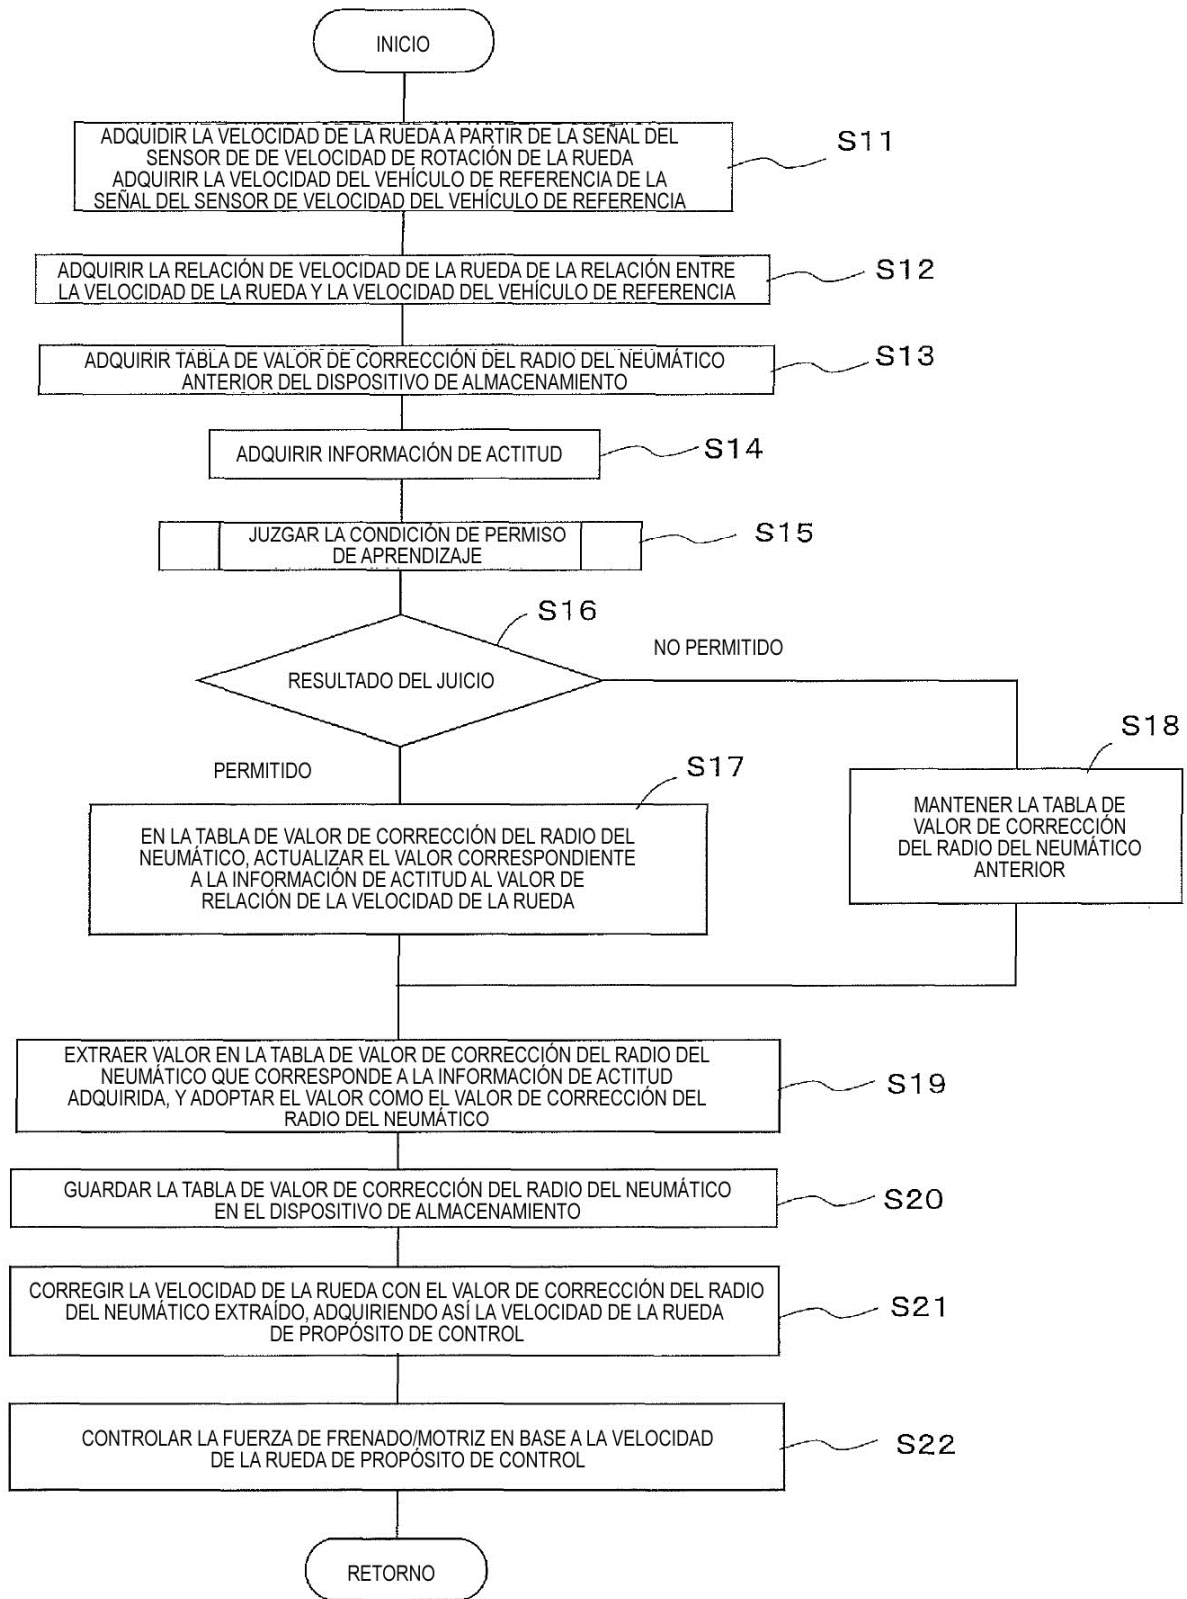 INICIO
ADQUIDIR LA VELOCIDAD DE LA RUEDA A PARTIR DE LA SEÑAL DEL
SENSOR DE DE VELOCIDAD DE ROTACIÓN DE LA RUEDA
ADQUIRIR LA VELOCIDAD DEL VEHÍCULO DE REFERENCIA DE LA
SEÑAL DEL SENSOR DE VELOCIDAD DEL VEHÍCULO DE REFERENCIA
S11
ADQUIRIR LA RELACIÓN DE VELOCIDAD DE LA RUEDA DE LA RELACIÓN ENTRE
LA VELOCIDAD DE LA RUEDA Y LA VELOCIDAD DEL VEHÍCULO DE REFERENCIA
S12
ADQUIRIR TABLA DE VALOR DE CORRECCIÓN DEL RADIO DEL NEUMÁTICO
ANTERIOR DEL DISPOSITIVO DE ALMACENAMIENTO
S13
ADQUIRIR INFORMACIÓN DE ACTITUD
S14
JUZGAR LA CONDICIÓN DE PERMISO
DE APRENDIZAJE
S15
S16
RESULTADO DEL JUICIO
NO PERMITIDO
PERMITIDO
S17
EN LA TABLA DE VALOR DE CORRECCIÓN DEL RADIO DEL
NEUMÁTICO, ACTUALIZAR EL VALOR CORRESPONDIENTE
A LA INFORMACIÓN DE ACTITUD AL VALOR DE
RELACIÓN DE LA VELOCIDAD DE LA RUEDA
S18
MANTENER LA TABLA DE
VALOR DE CORRECCIÓN
DEL RADIO DEL NEUMÁTICO
ANTERIOR
EXTRAER VALOR EN LA TABLA DE VALOR DE CORRECCIÓN DEL RADIO DEL
NEUMÁTICO QUE CORRESPONDE A LA INFORMACIÓN DE ACTITUD
ADQUIRIDA, Y ADOPTAR EL VALOR COMO EL VALOR DE CORRECCIÓN DEL
RADIO DEL NEUMÁTICO
S19
GUARDAR LA TABLA DE VALOR DE CORRECCIÓN DEL RADIO DEL NEUMÁTICO
EN EL DISPOSITIVO DE ALMACENAMIENTO
S20
CORREGIR LA VELOCIDAD DE LA RUEDA CON EL VALOR DE CORRECCIÓN DEL RADIO
DEL NEUMÁTICO EXTRAÍDO, ADQUIRIENDO ASÍ LA VELOCIDAD DE LA RUEDA
DE PROPÓSITO DE CONTROL
S21
CONTROLAR LA FUERZA DE FRENADO/MOTRIZ EN BASE A LA VELOCIDAD
DE LA RUEDA DE PROPÓSITO DE CONTROL
S22
RETORNO